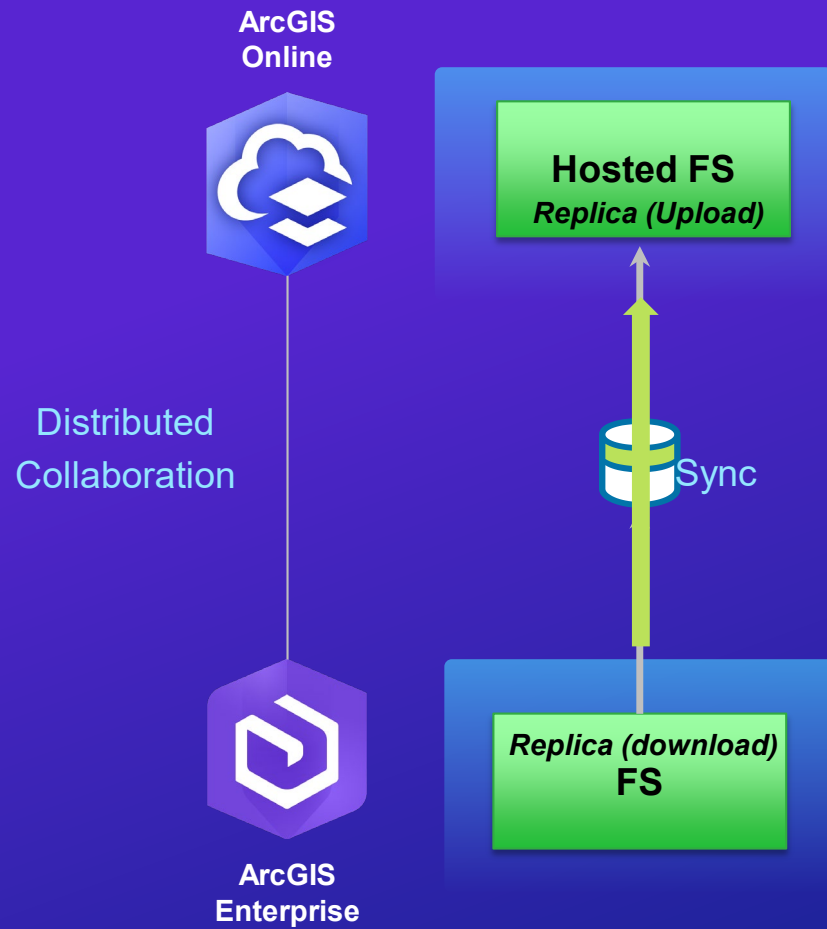 ArcGIS
Online
Hosted FS
Replica (Upload)
Distributed
Collaboration
Sync
Replica (download)
FS
ArcGIS
Enterprise